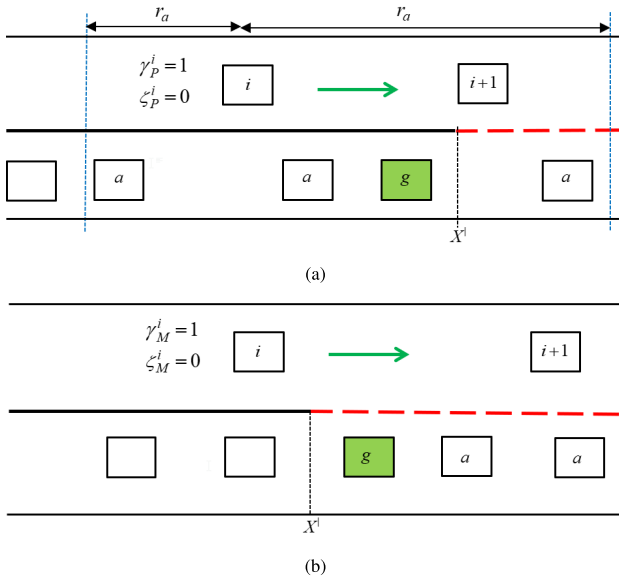 r_a r_a
γ_P^i = 1
ζ_P^i = 0
i i+1
a a g a
X^|
(a)
γ_M^i = 1
ζ_M^i = 0
i i+1
g a a
X^|
(b)